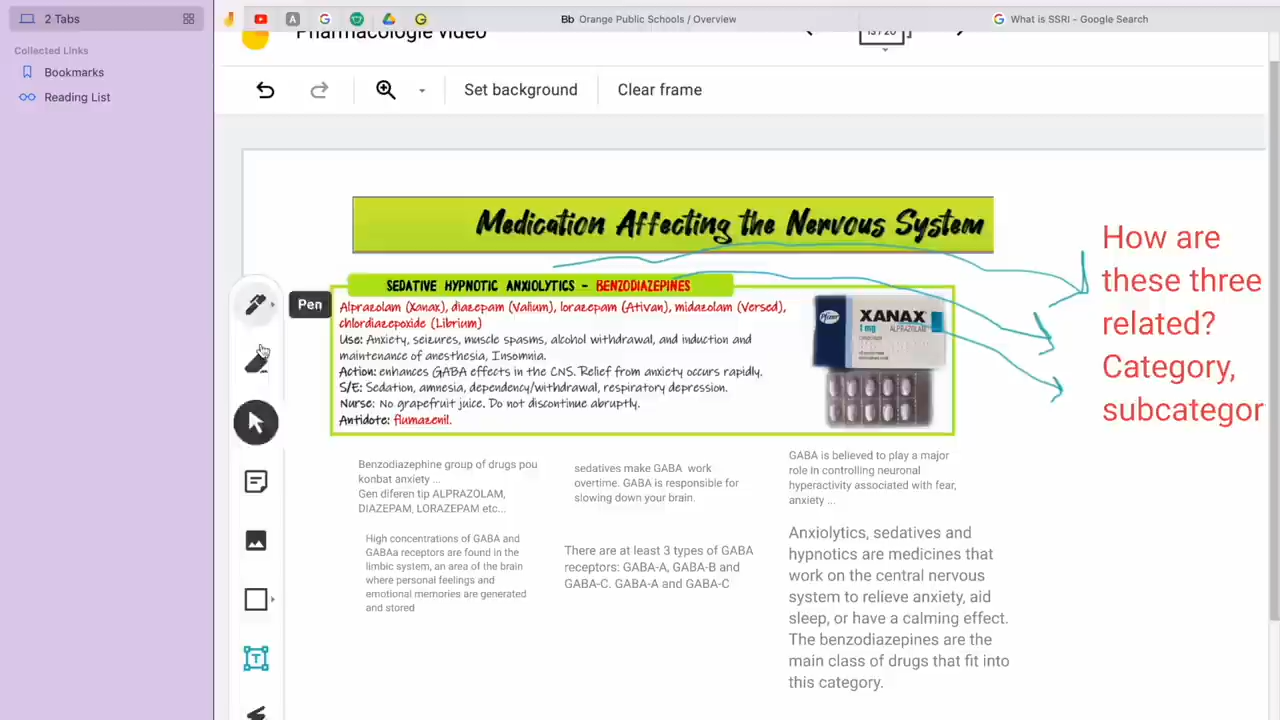 2 Tabs
Collected Links
Bookmarks
Reading List
Bb Orange Public Schools / Overview
What is SSRI - Google Search
Pharmacologie video
Set background
Clear frame
Medication Affecting the Nervous System
SEDATIVE HYPNOTIC ANXIOLYTICS - BENZODIAZEPINES
Pen
Alprazolam (Xanax), diazepam (Valium), lorazepam (Ativan), midazolam (Versed),
chlordiazepoxide (Librium)
Use: Anxiety, seizures, muscle spasms, alcohol withdrawal, and induction and
maintenance of anesthesia, Insomnia.
Action: enhances GABA effects in the CNS. Relief from anxiety occurs rapidly.
S/E: Sedation, amnesia, dependency/withdrawal, respiratory depression.
Nurse: No grapefruit juice. Do not discontinue abruptly.
Antidote: flumazenil.
Pfizer
XANAX
1 mg ALPRAZOLAM
How are
these three
related?
Category,
subcategor
Benzodiazephine group of drugs pou
konbat anxiety ...
Gen diferen tip ALPRAZOLAM,
DIAZEPAM, LORAZEPAM etc...
sedatives make GABA work
overtime. GABA is responsible for
slowing down your brain.
GABA is believed to play a major
role in controlling neuronal
hyperactivity associated with fear,
anxiety ...
High concentrations of GABA and
GABAa receptors are found in the
limbic system, an area of the brain
where personal feelings and
emotional memories are generated
and stored
There are at least 3 types of GABA
receptors: GABA-A, GABA-B and
GABA-C. GABA-A and GABA-C
Anxiolytics, sedatives and
hypnotics are medicines that
work on the central nervous
system to relieve anxiety, aid
sleep, or have a calming effect.
The benzodiazepines are the
main class of drugs that fit into
this category.